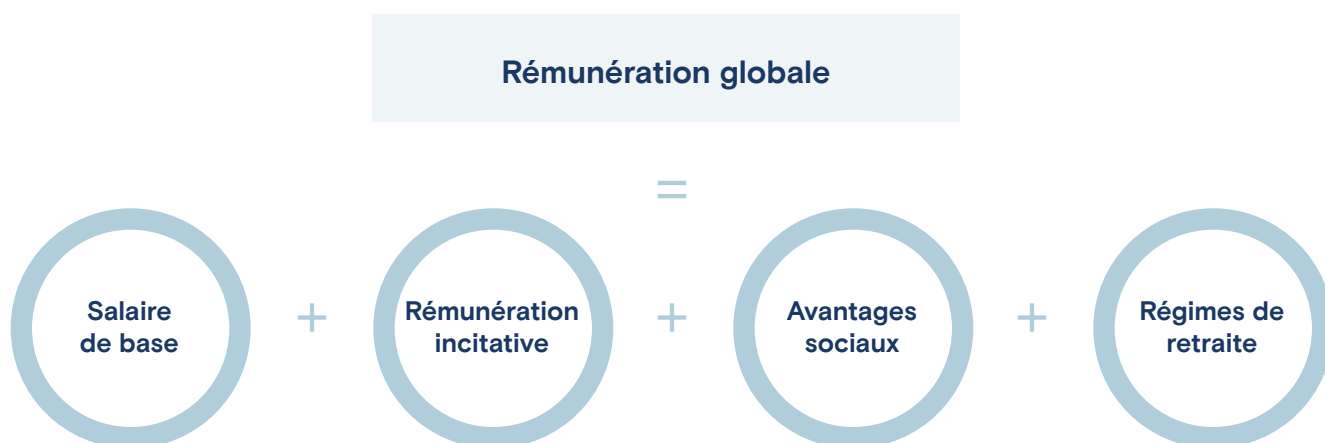 Rémunération globale
=
Salaire
de base
+
Rémunération
incitative
+
Avantages
sociaux
+
Régimes de
retraite